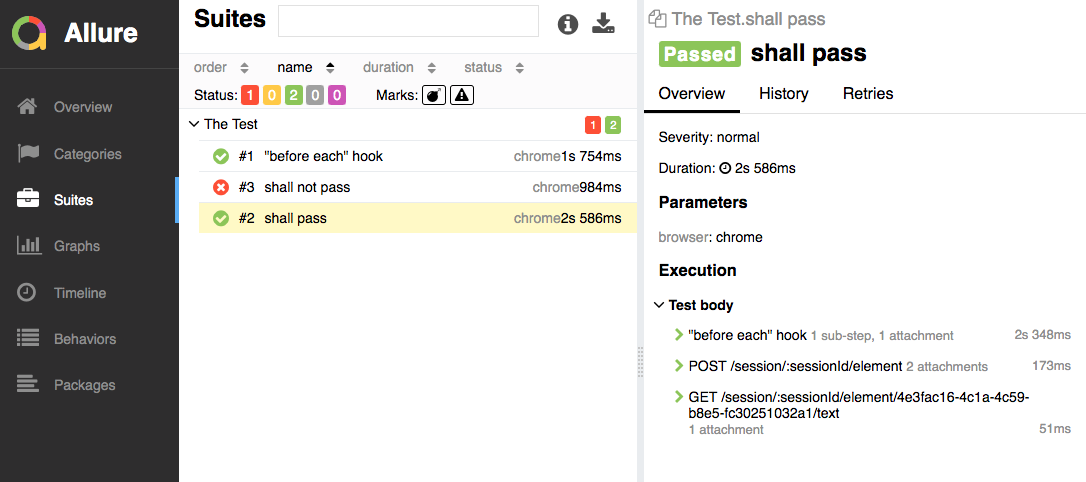 Allure
Overview
Categories
Suites
Graphs
Timeline
Behaviors
Packages
Suites
order name duration status
Status: 1 0 2 0 0 Marks:
The Test 1 2
#1 "before each" hook chrome1s 754ms
#3 shall not pass chrome984ms
#2 shall pass chrome2s 586ms
The Test.shall pass
Passed shall pass
Overview History Retries
Severity: normal
Duration: 2s 586ms
Parameters
browser: chrome
Execution
Test body
"before each" hook 1 sub-step, 1 attachment 2s 348ms
POST /session/:sessionId/element 2 attachments 173ms
GET /session/:sessionId/element/4e3fac16-4c1a-4c59-
b8e5-fc30251032a1/text
1 attachment 51ms